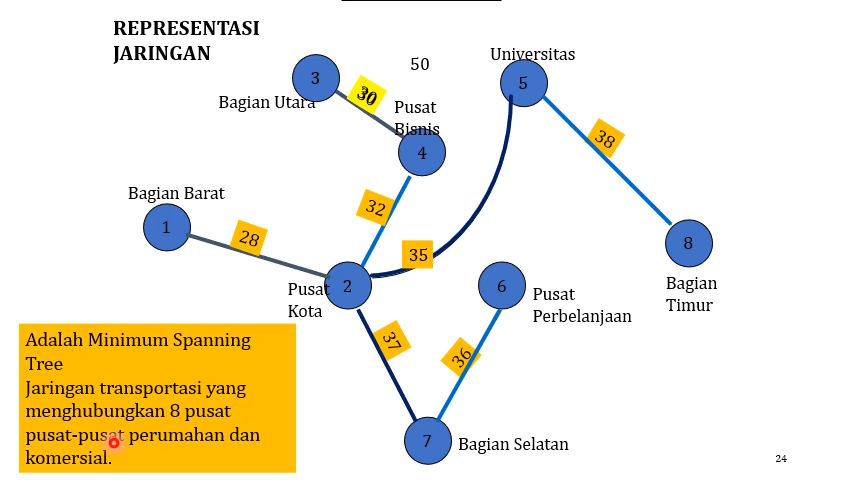 REPRESENTASI
JARINGAN
Universitas
50
3
5
30
Bagian Utara
Pusat
Bisnis
38
4
Bagian Barat
32
1
28
8
35
Pusat
Kota
2
6
Pusat
Perbelanjaan
Bagian
Timur
37
36
Adalah Minimum Spanning
Tree
Jaringan transportasi yang
menghubungkan 8 pusat
pusat-pusat perumahan dan
komersial.
7
Bagian Selatan
24